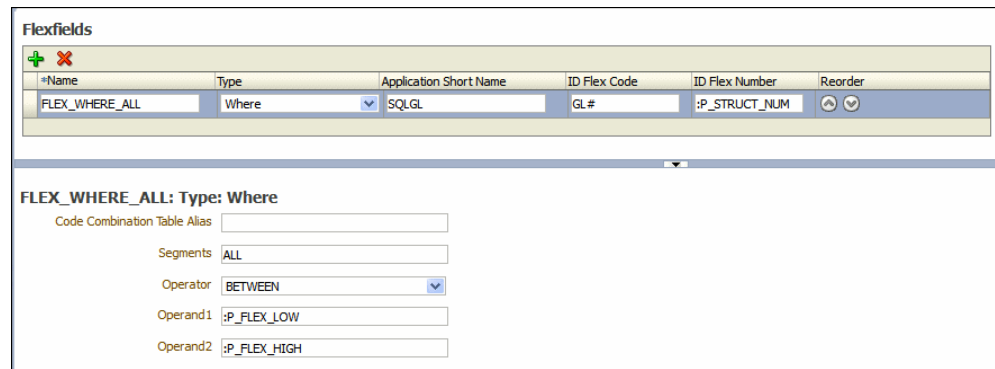 Flexfields
*Name Type Application Short Name ID Flex Code ID Flex Number Reorder
FLEX_WHERE_ALL Where SQLGL GL# :P_STRUCT_NUM
FLEX_WHERE_ALL: Type: Where
Code Combination Table Alias
Segments ALL
Operator BETWEEN
Operand1 :P_FLEX_LOW
Operand2 :P_FLEX_HIGH